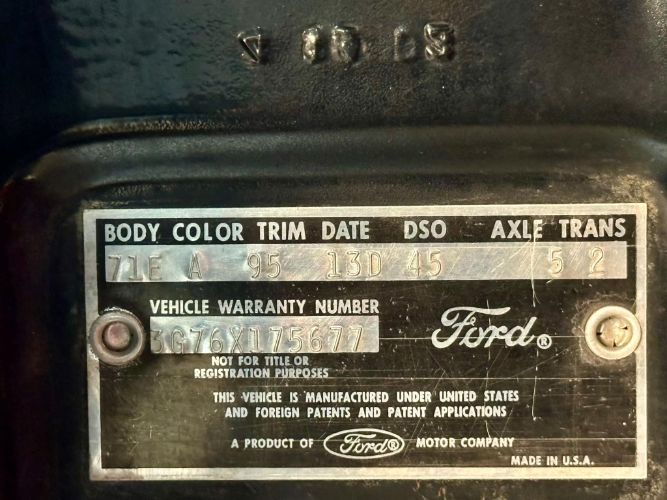 BODY COLOR TRIM DATE DSO AXLE TRANS
71E A 95 13D 45 5 2
VEHICLE WARRANTY NUMBER
3G76X175677
Ford®
NOT FOR TITLE OR
REGISTRATION PURPOSES
THIS VEHICLE IS MANUFACTURED UNDER UNITED STATES
AND FOREIGN PATENTS AND PATENT APPLICATIONS
A PRODUCT OF Ford® MOTOR COMPANY
MADE IN U.S.A.